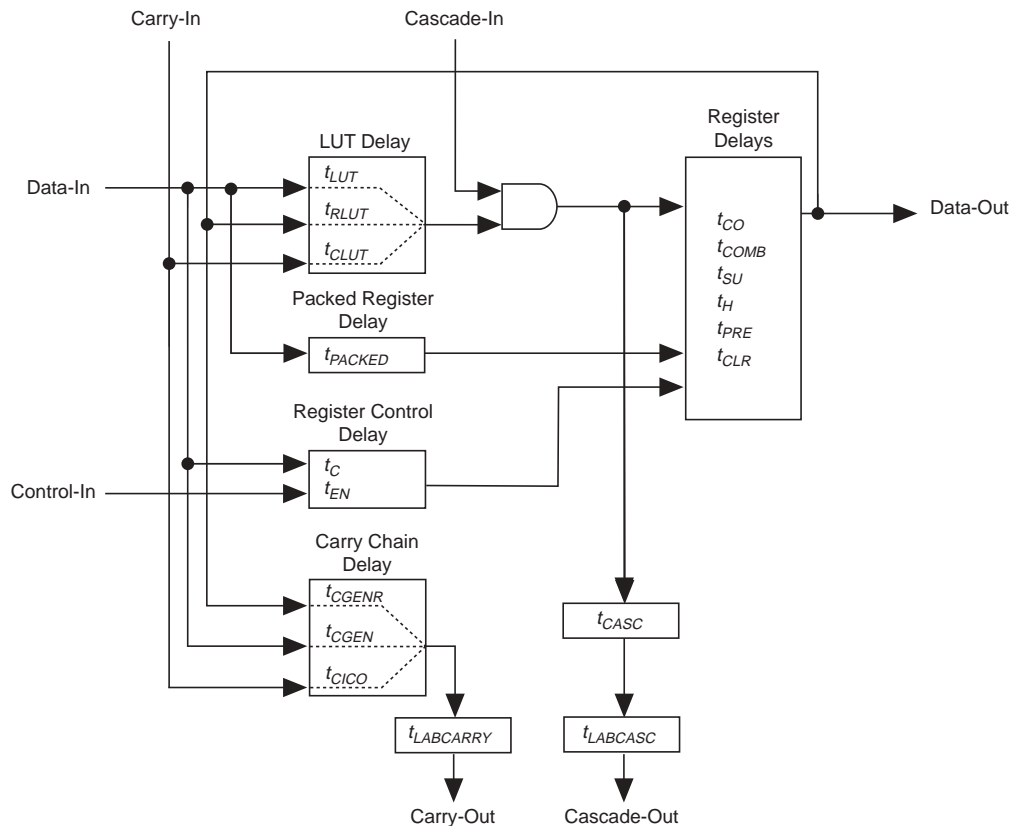 Carry-In
Cascade-In
Register
Delays
LUT Delay
Data-In
tLUT
tRLUT
tCLUT
Data-Out
tCO
tCOMB
tSU
tH
tPRE
tCLR
Packed Register
Delay
tPACKED
Register Control
Delay
tC
tEN
Control-In
Carry Chain
Delay
tCGENR
tCGEN
tCICO
tCASC
tLABCARRY
tLABCASC
Carry-Out
Cascade-Out